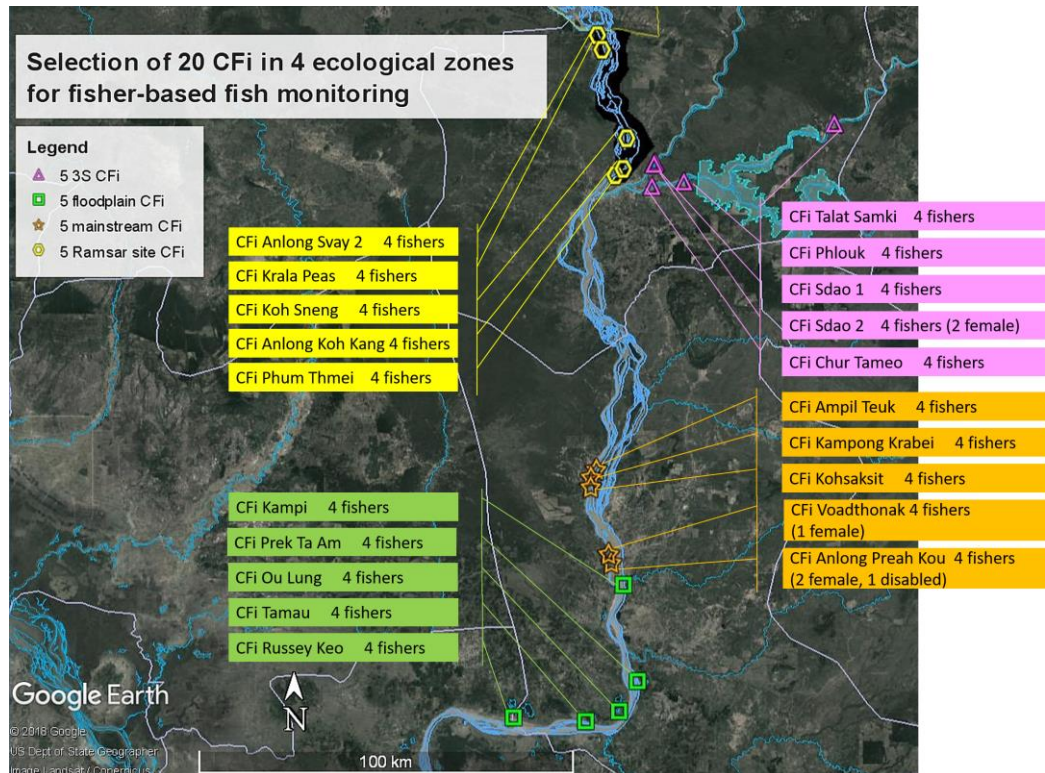 Selection of 20 CFi in 4 ecological zones
for fisher-based fish monitoring
Legend
5 3S CFi
5 floodplain CFi
5 mainstream CFi
5 Ramsar site CFi
CFi Anlong Svay 2 4 fishers
CFi Krala Peas 4 fishers
CFi Koh Sneng 4 fishers
CFi Anlong Koh Kang 4 fishers
CFi Phum Thmei 4 fishers
CFi Talat Samki 4 fishers
CFi Phlouk 4 fishers
CFi Sdao 1 4 fishers
CFi Sdao 2 4 fishers (2 female)
CFi Chur Tameo 4 fishers
CFi Ampil Teuk 4 fishers
CFi Kampong Krabei 4 fishers
CFi Kohsaksit 4 fishers
CFi Voadthonak 4 fishers
(1 female)
CFi Anlong Preah Kou 4 fishers
(2 female, 1 disabled)
CFi Kampi 4 fishers
CFi Prek Ta Am 4 fishers
CFi Ou Lung 4 fishers
CFi Tamau 4 fishers
CFi Russey Keo 4 fishers
Google Earth
N
© 2018 Google
US Dept of State Geographer
Image Landsat / Copernicus
100 km